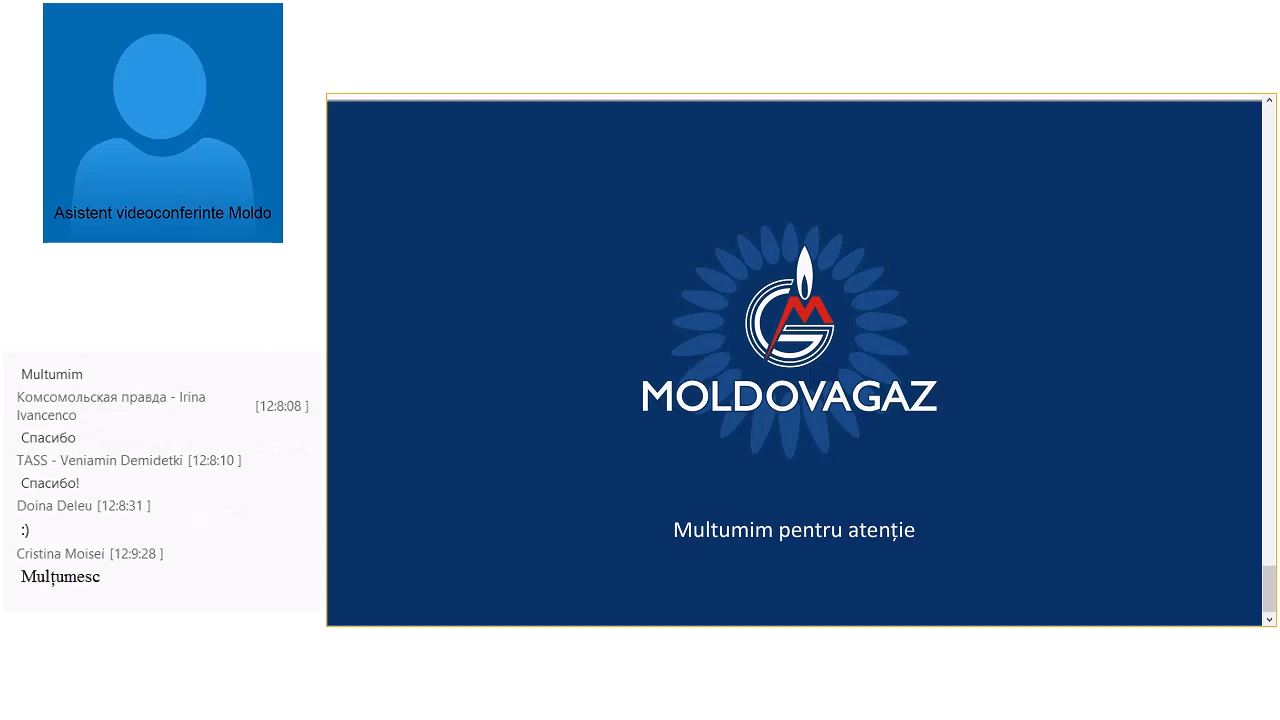 Asistent videoconferinte Moldo
Multumim
Комсомольская правда - Irina
Ivancenco [12:8:08 ]
Спасибо
TASS - Veniamin Demidetki [12:8:10 ]
Спасибо!
Doina Deleu [12:8:31 ]
:)
Cristina Moisei [12:9:28 ]
Mulțumesc
MOLDOVAGAZ
Multumim pentru atenție